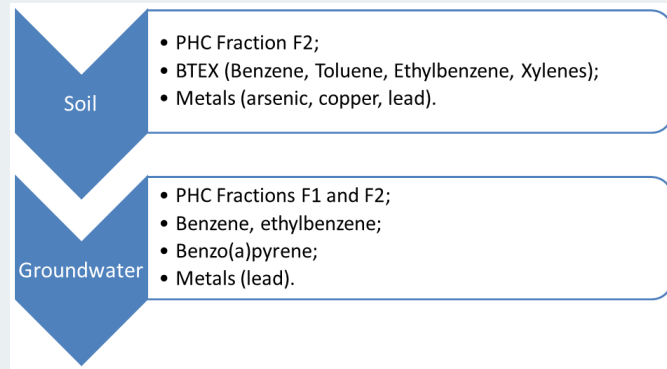 Soil
• PHC Fraction F2;
• BTEX (Benzene, Toluene, Ethylbenzene, Xylenes);
• Metals (arsenic, copper, lead).
Groundwater
• PHC Fractions F1 and F2;
• Benzene, ethylbenzene;
• Benzo(a)pyrene;
• Metals (lead).